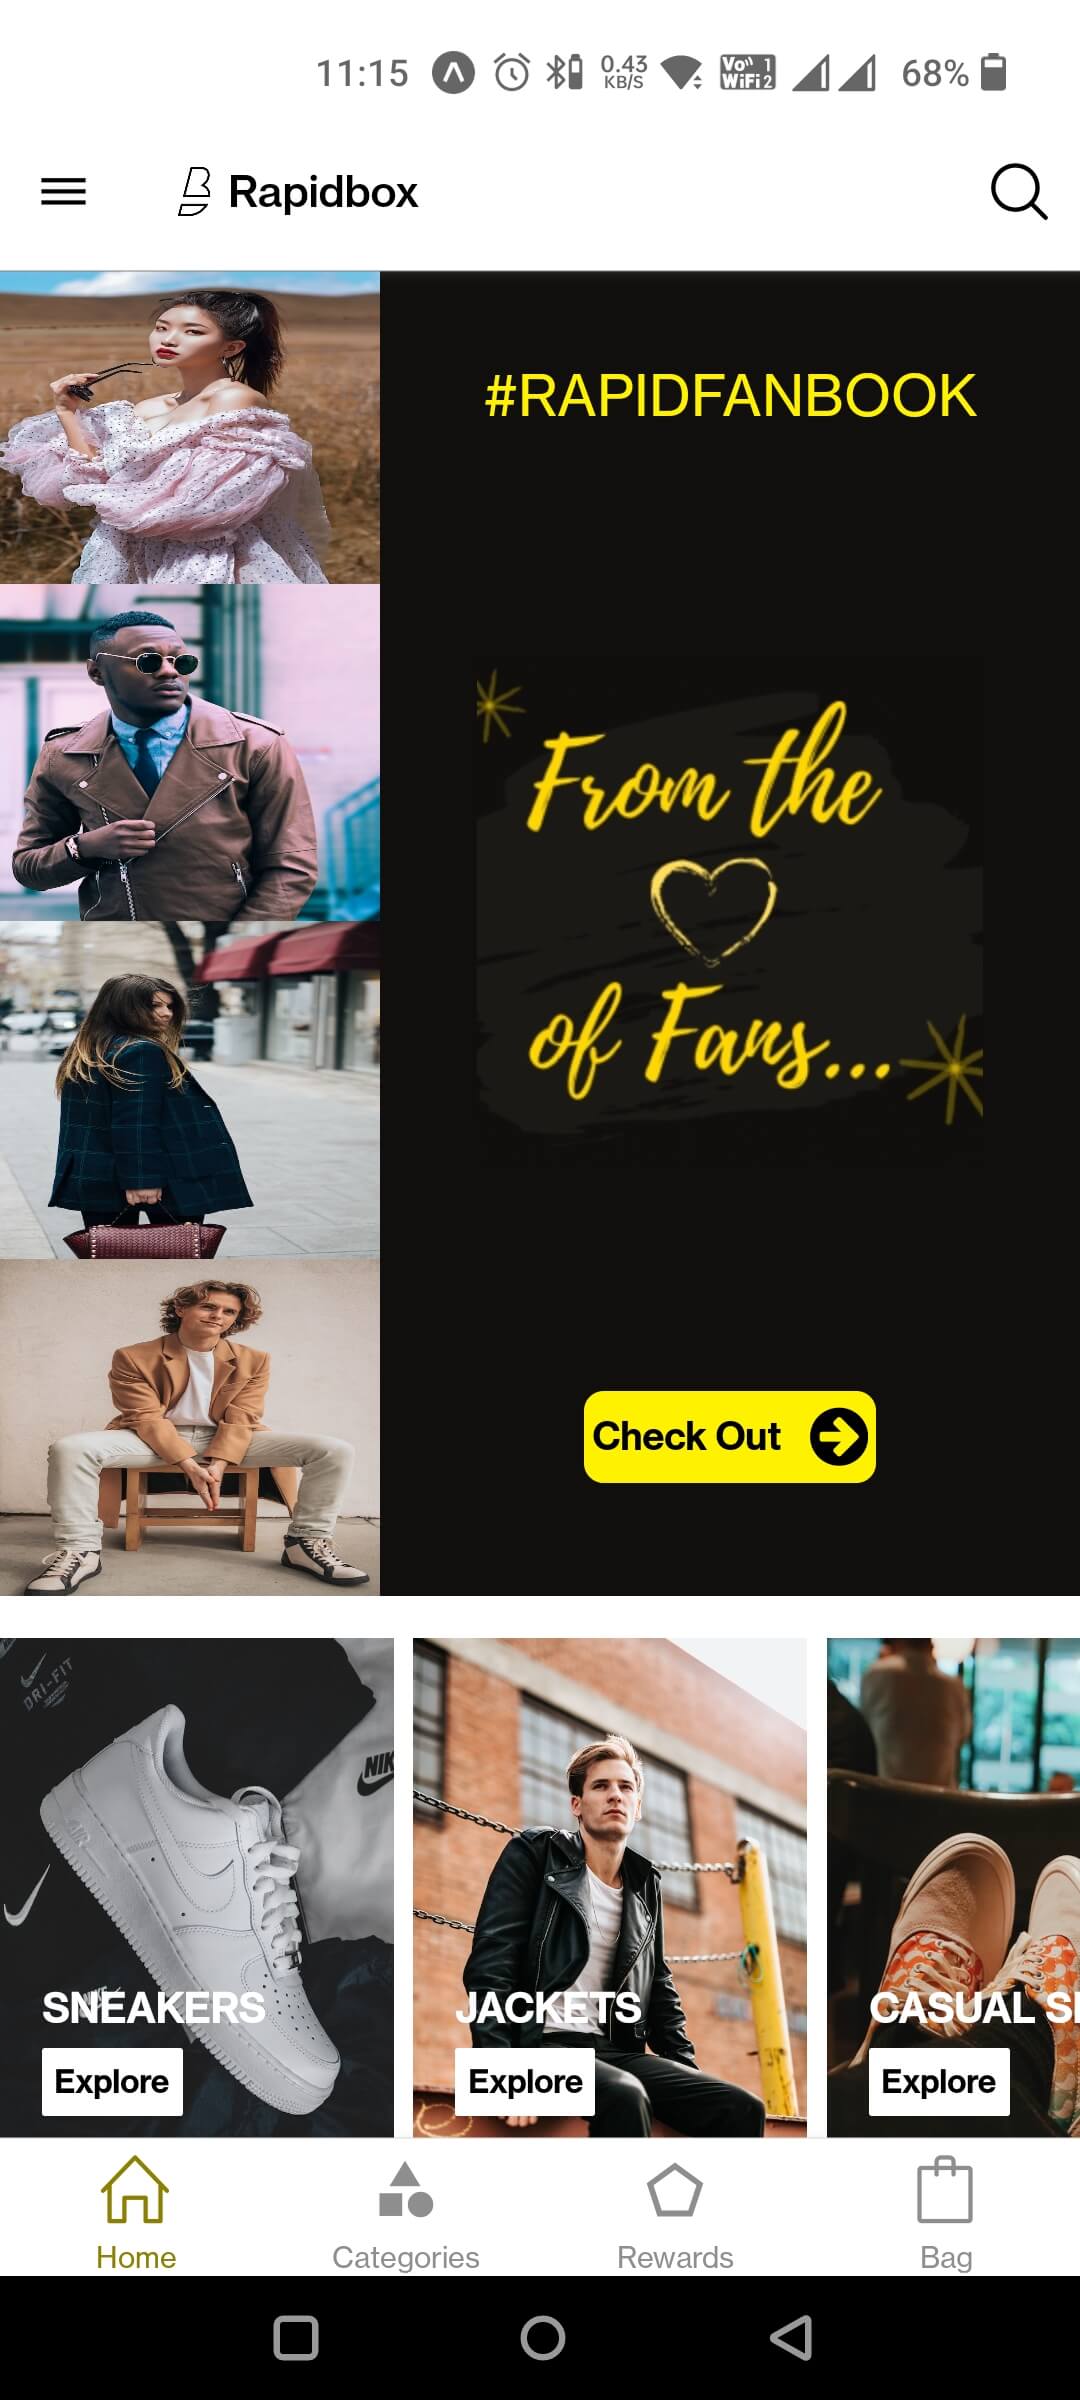 11:15
0.43
KB/S
Vo 1
WiFi 2
68%
Rapidbox
#RAPIDFANBOOK
From the
of Fans...
Check Out
DRI-FIT
NIK
AIR
SNEAKERS
JACKETS
CASUAL
Explore
Explore
Explore
Home
Categories
Rewards
Bag